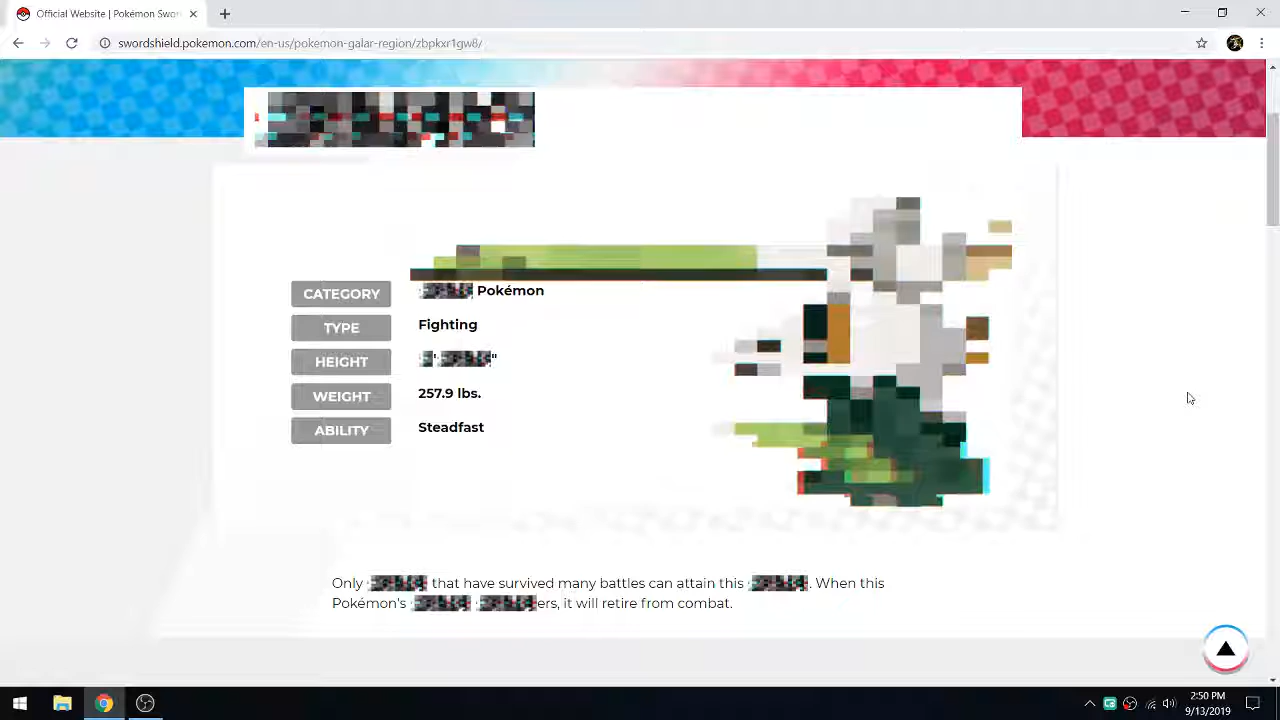 Official Website | Pokémon Swor
swordshield.pokemon.com/en-us/pokemon-galar-region/zbpkxr1gw8/
CATEGORY Pokémon
TYPE Fighting
HEIGHT ' "
WEIGHT 257.9 lbs.
ABILITY Steadfast
Only that have survived many battles can attain this . When this
Pokémon's ers, it will retire from combat.
2:50 PM
9/13/2019